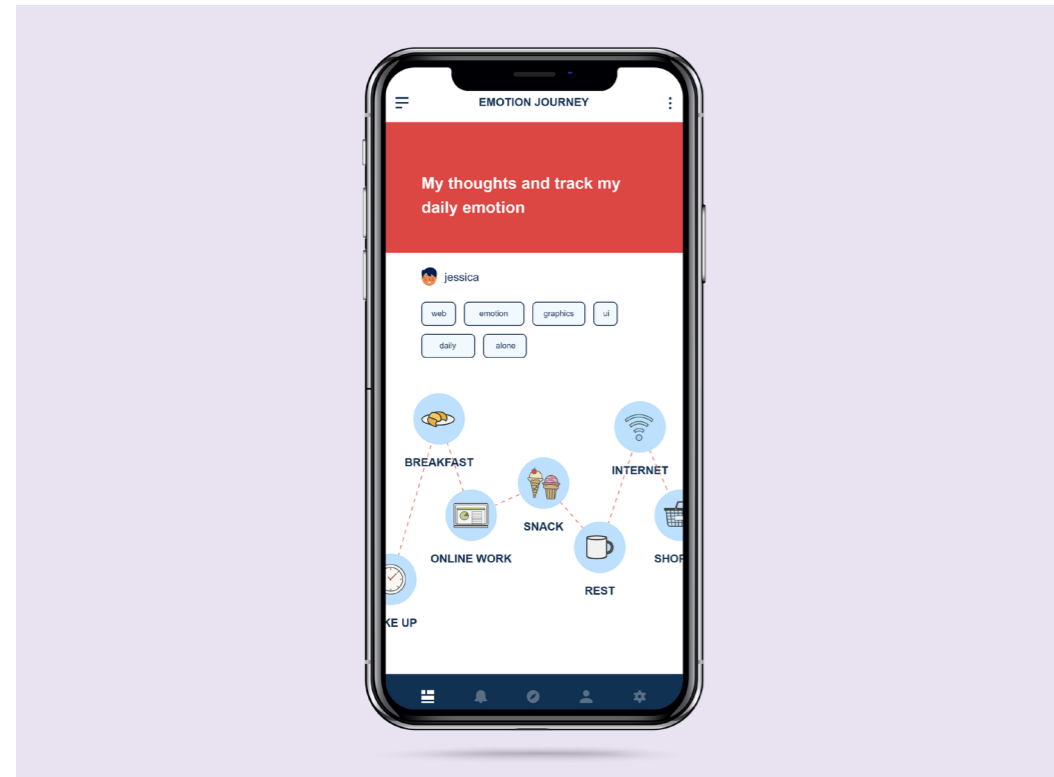 EMOTION JOURNEY
My thoughts and track my
daily emotion
jessica
web emotion graphics ui
daily alone
BREAKFAST
INTERNET
SNACK
ONLINE WORK
SHOP
REST
KE UP